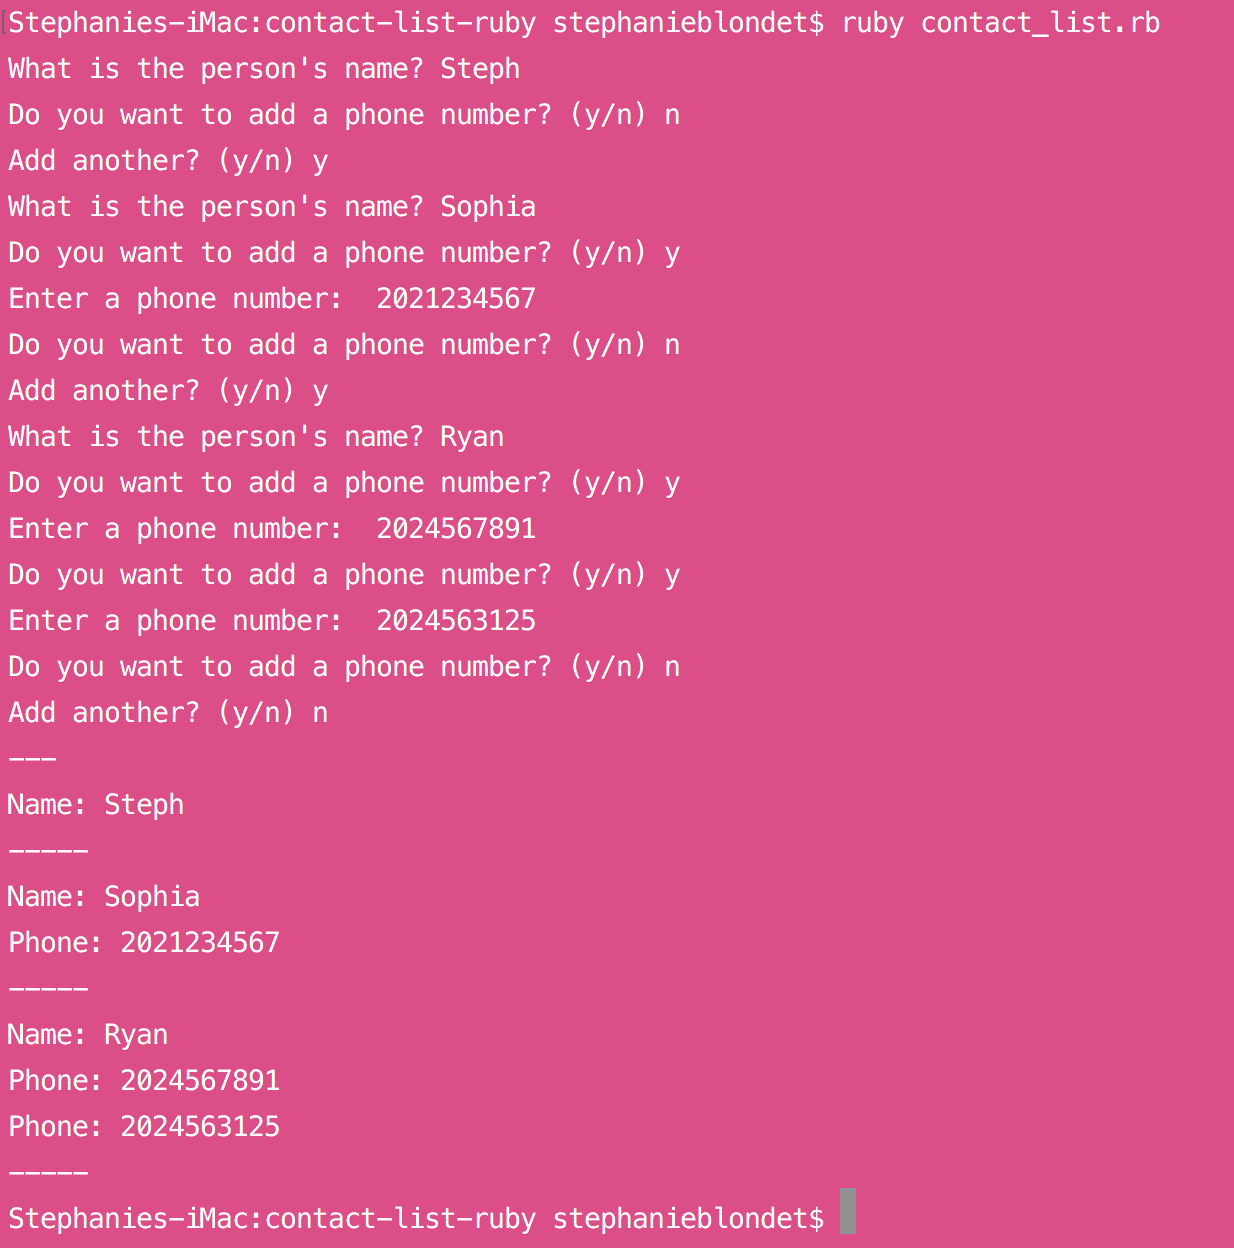 Stephanies-iMac:contact-list-ruby stephanieblondet$ ruby contact_list.rb
What is the person's name? Steph
Do you want to add a phone number? (y/n) n
Add another? (y/n) y
What is the person's name? Sophia
Do you want to add a phone number? (y/n) y
Enter a phone number:  2021234567
Do you want to add a phone number? (y/n) n
Add another? (y/n) y
What is the person's name? Ryan
Do you want to add a phone number? (y/n) y
Enter a phone number:  2024567891
Do you want to add a phone number? (y/n) y
Enter a phone number:  2024563125
Do you want to add a phone number? (y/n) n
Add another? (y/n) n
---
Name: Steph
-----
Name: Sophia
Phone: 2021234567
-----
Name: Ryan
Phone: 2024567891
Phone: 2024563125
-----
Stephanies-iMac:contact-list-ruby stephanieblondet$